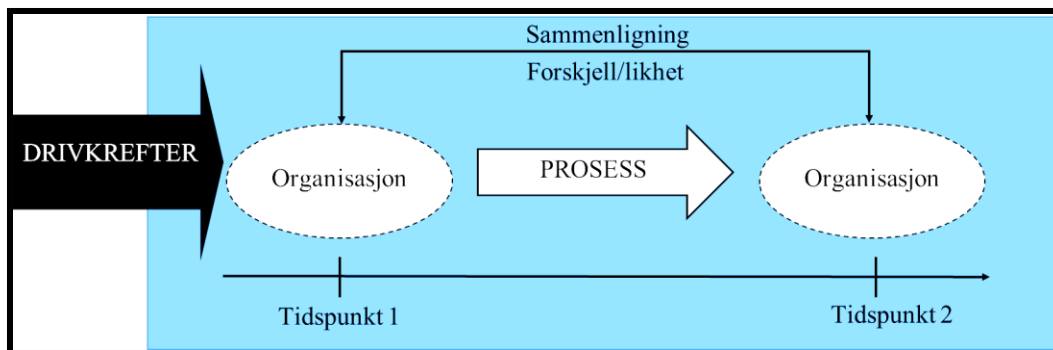 Sammenligning
Forskjell/likhet
DRIVKREFTER
Organisasjon
PROSESS
Organisasjon
Tidspunkt 1
Tidspunkt 2